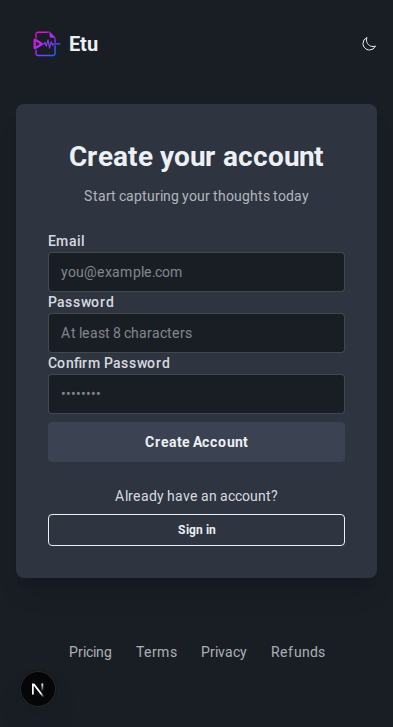 Etu
Create your account
Start capturing your thoughts today
Email
you@example.com
Password
At least 8 characters
Confirm Password
••••••••
Create Account
Already have an account?
Sign in
Pricing Terms Privacy Refunds
N